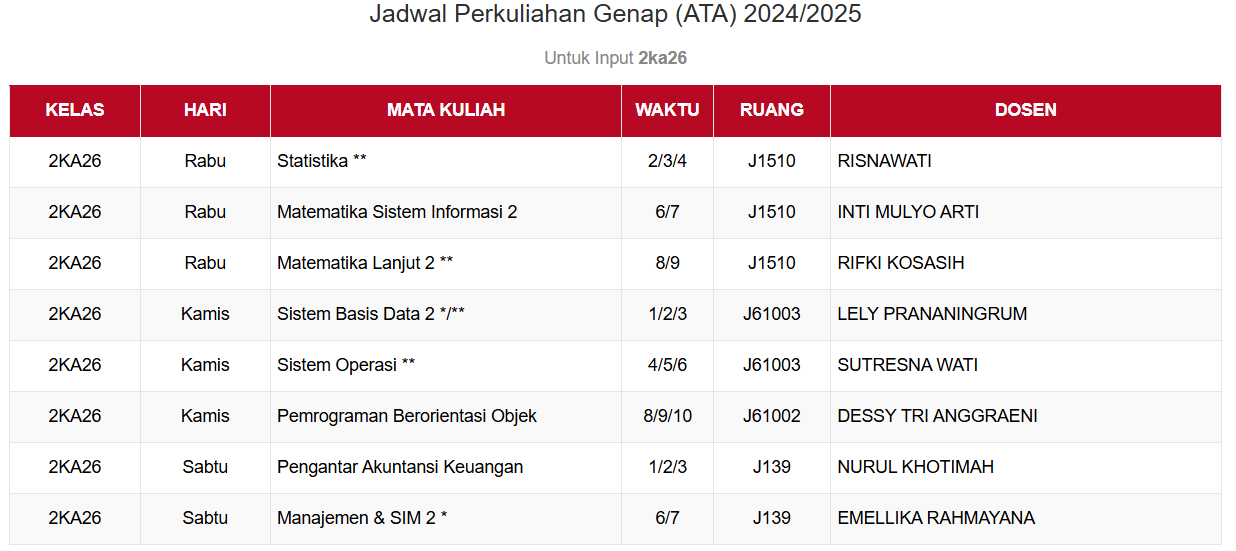 Jadwal Perkuliahan Genap (ATA) 2024/2025
Untuk Input 2ka26
KELAS HARI MATA KULIAH WAKTU RUANG DOSEN
2KA26 Rabu Statistika ** 2/3/4 J1510 RISNAWATI
2KA26 Rabu Matematika Sistem Informasi 2 6/7 J1510 INTI MULYO ARTI
2KA26 Rabu Matematika Lanjut 2 ** 8/9 J1510 RIFKI KOSASIH
2KA26 Kamis Sistem Basis Data 2 */** 1/2/3 J61003 LELY PRANANINGRUM
2KA26 Kamis Sistem Operasi ** 4/5/6 J61003 SUTRESNA WATI
2KA26 Kamis Pemrograman Berorientasi Objek 8/9/10 J61002 DESSY TRI ANGGRAENI
2KA26 Sabtu Pengantar Akuntansi Keuangan 1/2/3 J139 NURUL KHOTIMAH
2KA26 Sabtu Manajemen & SIM 2 * 6/7 J139 EMELLIKA RAHMAYANA